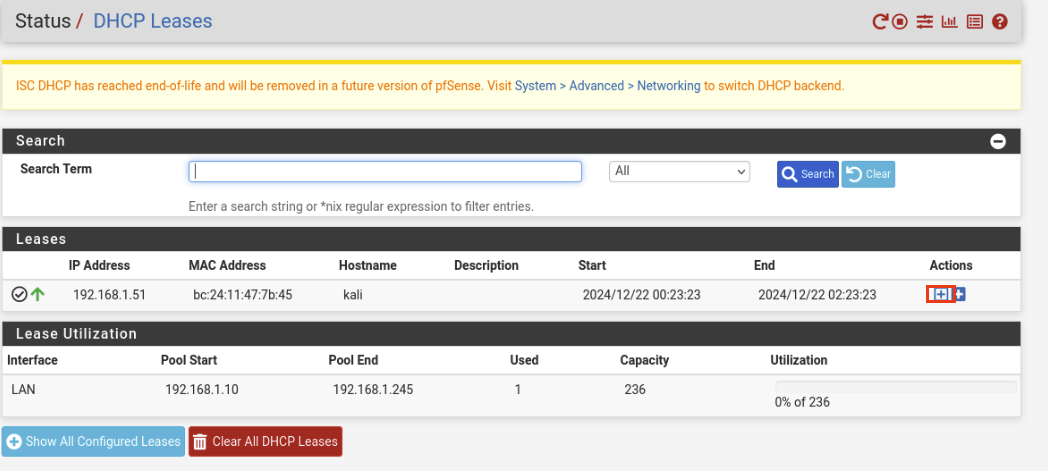 Status / DHCP Leases
ISC DHCP has reached end-of-life and will be removed in a future version of pfSense. Visit System > Advanced > Networking to switch DHCP backend.
Search
Search Term All Search Clear
Enter a search string or *nix regular expression to filter entries.
Leases
IP Address MAC Address Hostname Description Start End Actions
192.168.1.51 bc:24:11:47:7b:45 kali 2024/12/22 00:23:23 2024/12/22 02:23:23
Lease Utilization
Interface Pool Start Pool End Used Capacity Utilization
LAN 192.168.1.10 192.168.1.245 1 236
0% of 236
Show All Configured Leases Clear All DHCP Leases